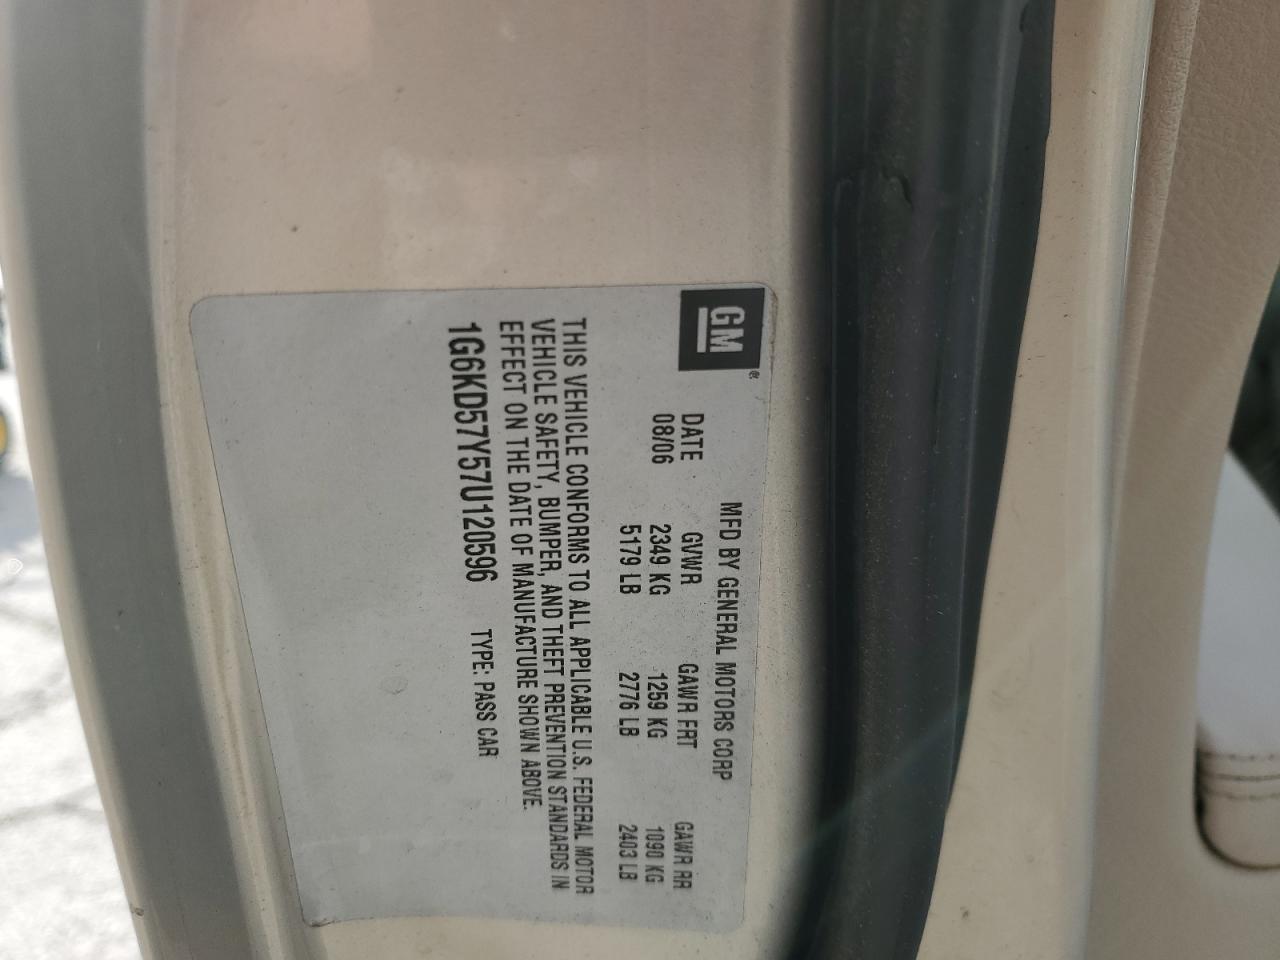 GM®
MFD BY GENERAL MOTORS CORP
DATE GVWR GAWR FRT GAWR RR
08/06 2349 KG 1259 KG 1090 KG
5179 LB 2776 LB 2403 LB
THIS VEHICLE CONFORMS TO ALL APPLICABLE U.S. FEDERAL MOTOR
VEHICLE SAFETY, BUMPER, AND THEFT PREVENTION STANDARDS IN
EFFECT ON THE DATE OF MANUFACTURE SHOWN ABOVE.
1G6KD57Y57U120596 TYPE: PASS CAR